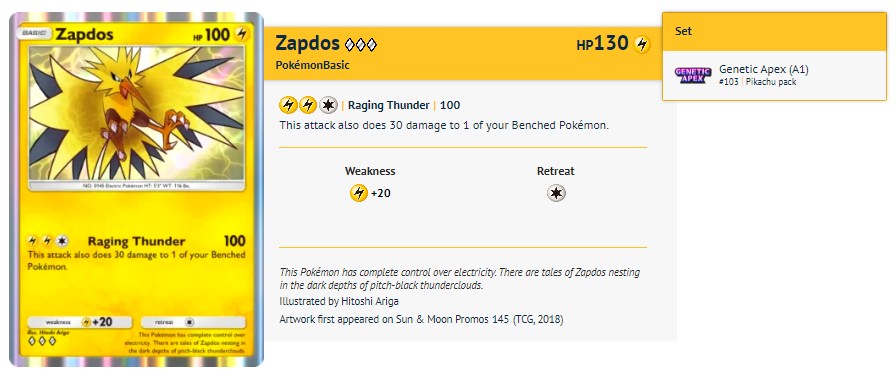 BASIC Zapdos HP 100
NO. 0145 Electric Pokémon HT: 5'3" WT: 116 lbs.
Raging Thunder 100
This attack also does 30 damage to 1 of your Benched
Pokémon.
weakness +20 retreat
Illus. Hitoshi Ariga
This Pokémon has complete control over
electricity. There are tales of Zapdos nesting
in the dark depths of pitch-black thunderclouds.
Zapdos HP130
PokémonBasic
| Raging Thunder | 100
This attack also does 30 damage to 1 of your Benched Pokémon.
Weakness Retreat
+20
This Pokémon has complete control over electricity. There are tales of Zapdos nesting
in the dark depths of pitch-black thunderclouds.
Illustrated by Hitoshi Ariga
Artwork first appeared on Sun & Moon Promos 145 (TCG, 2018)
Set
GENETIC
APEX
Genetic Apex (A1)
#103 | Pikachu pack